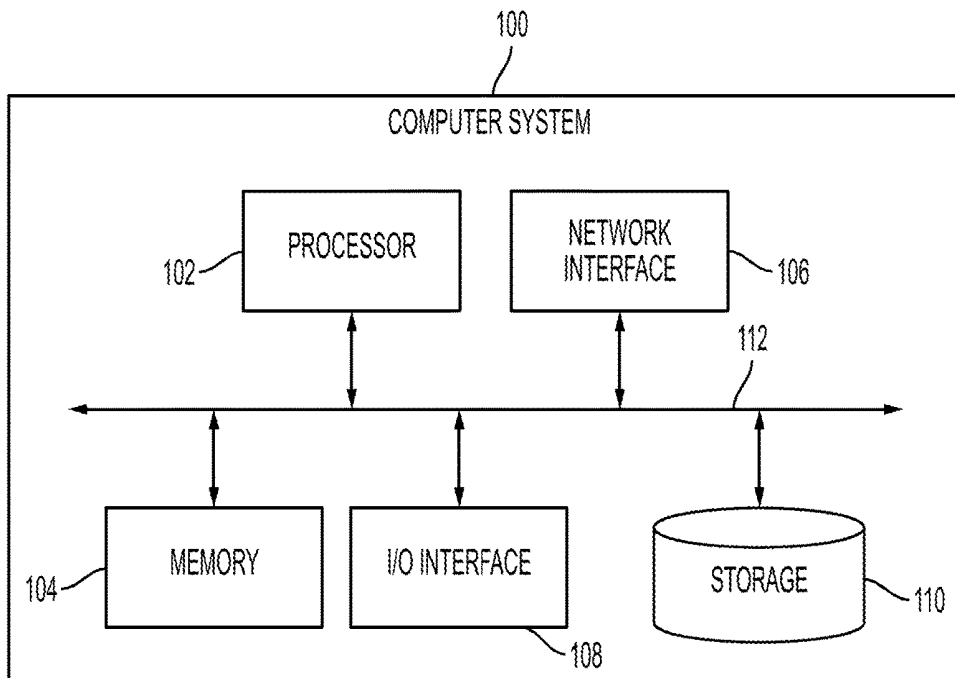 100
COMPUTER SYSTEM
PROCESSOR
102
NETWORK
INTERFACE
106
112
MEMORY
104
I/O INTERFACE
108
STORAGE
110